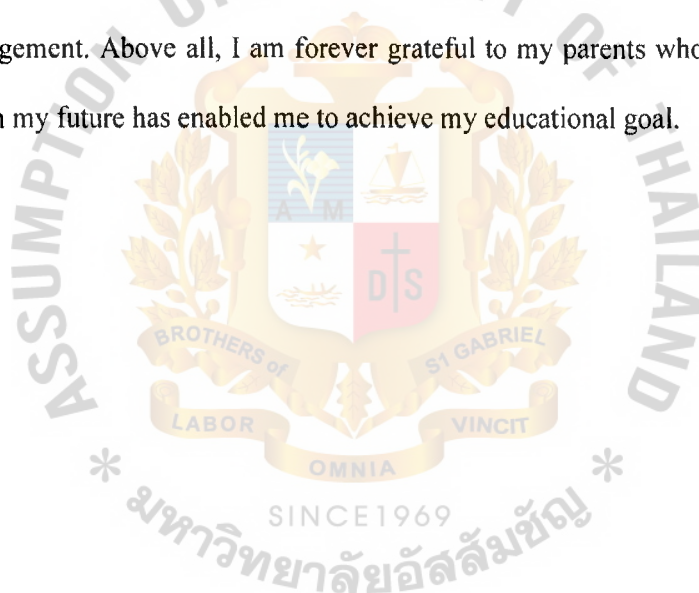 gement. Above all, I am forever grateful to my parents who
my future has enabled me to achieve my educational goal.
ASSUMPTION U OF THAILAND
A M
D S
BROTHERS of ST GABRIEL
LABOR OMNIA VINCIT
* SINCE1969 *
มหาวิทยาลัยอัสสัมชัญ